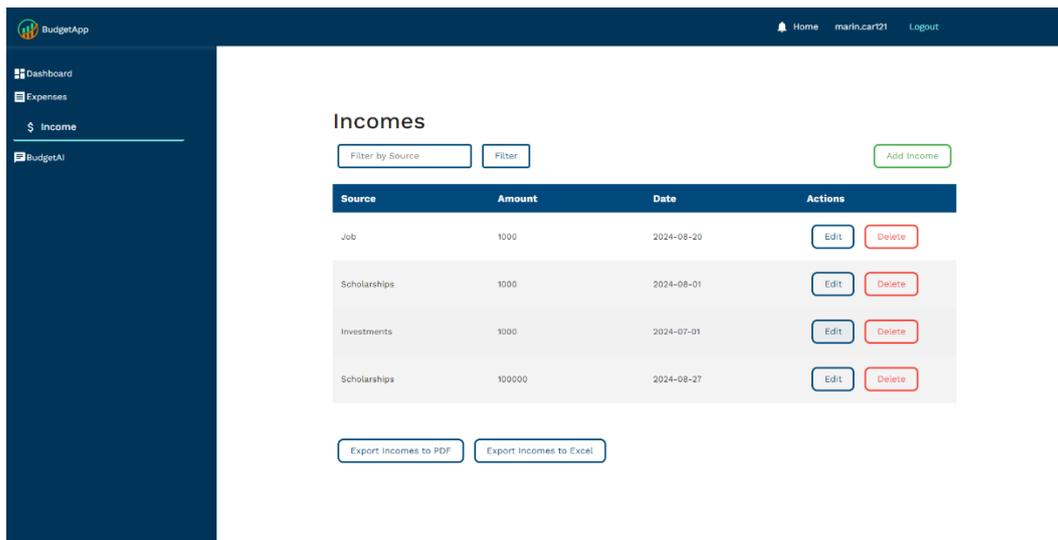 BudgetApp
Home marin.car121 Logout
Dashboard
Expenses
$ Income
BudgetAI
Incomes
Filter by Source Filter Add Income
Source Amount Date Actions
Job 1000 2024-08-20 Edit Delete
Scholarships 1000 2024-08-01 Edit Delete
Investments 1000 2024-07-01 Edit Delete
Scholarships 100000 2024-08-27 Edit Delete
Export Incomes to PDF Export Incomes to Excel